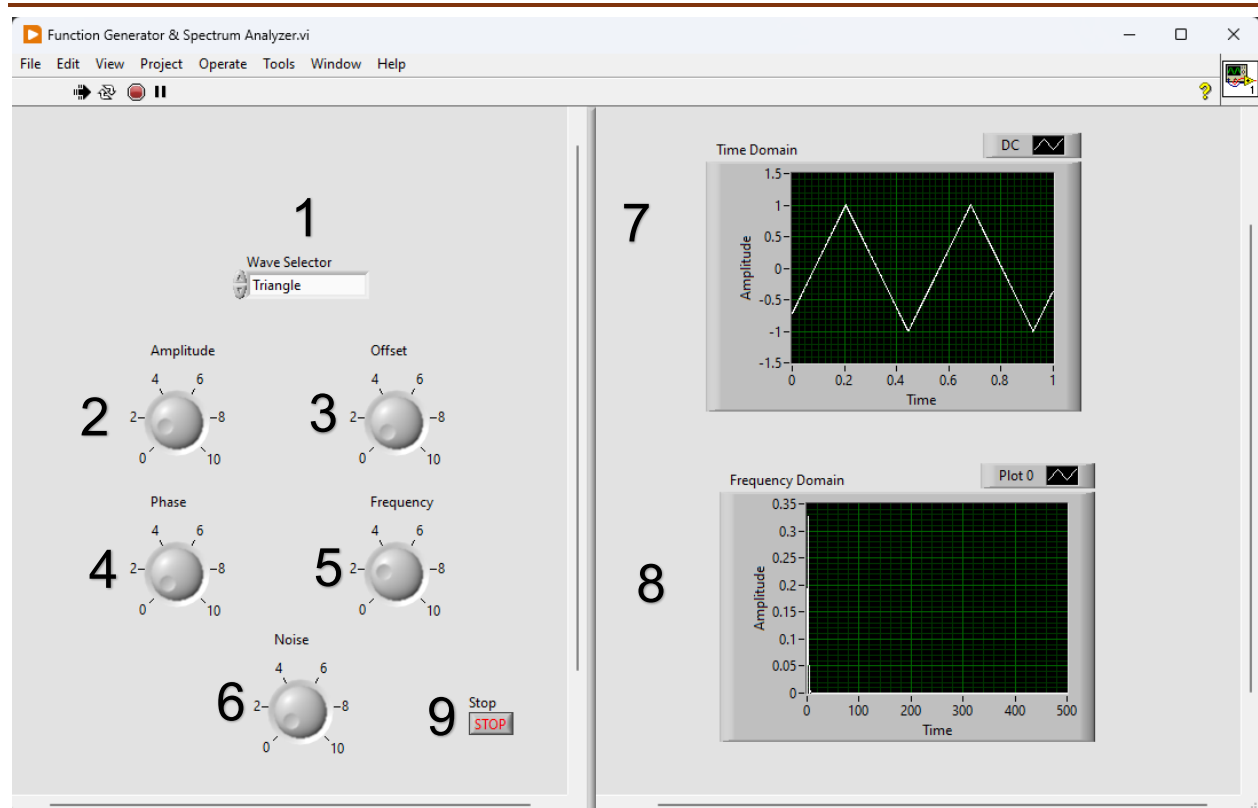 Function Generator & Spectrum Analyzer.vi
File Edit View Project Operate Tools Window Help
1
1
Wave Selector
Triangle
Amplitude
4 6
2 2 8
0 10
Offset
4 6
3 2 8
0 10
Phase
4 6
4 2 8
0 10
Frequency
4 6
5 2 8
0 10
Noise
4 6
6 2 8
0 10
9
Stop
STOP
7
Time Domain
DC
1.5
1
0.5
0
-0.5
-1
-1.5
Amplitude
0 0.2 0.4 0.6 0.8 1
Time
8
Frequency Domain
Plot 0
0.35
0.3
0.25
0.2
0.15
0.1
0.05
0
Amplitude
0 100 200 300 400 500
Time